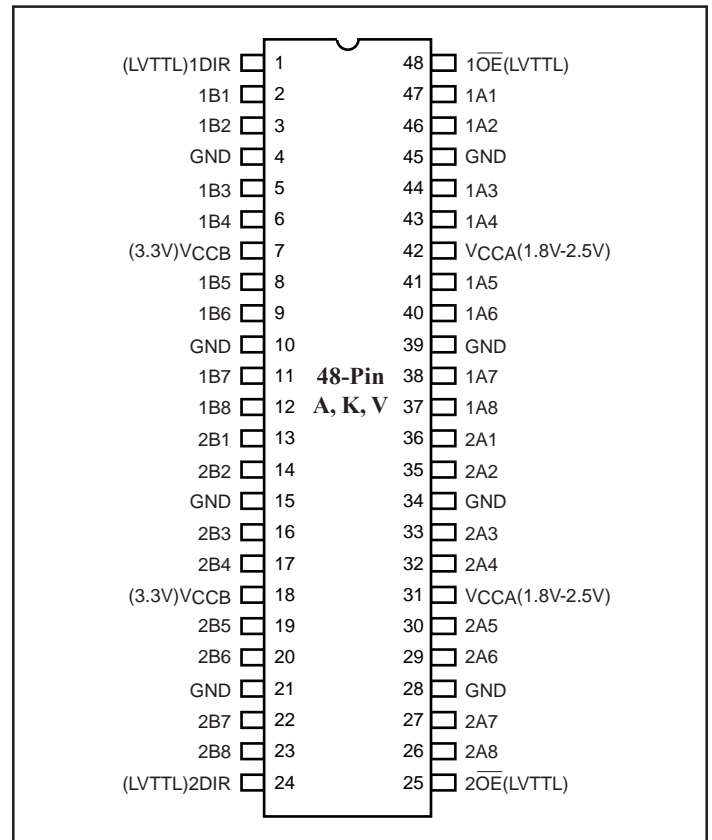 (LVTTL)1DIR 1 48 1O̅E̅(LVTTL)
1B1 2 47 1A1
1B2 3 46 1A2
GND 4 45 GND
1B3 5 44 1A3
1B4 6 43 1A4
(3.3V)VCCB 7 42 VCCA(1.8V-2.5V)
1B5 8 41 1A5
1B6 9 40 1A6
GND 10 39 GND
1B7 11 48-Pin 38 1A7
1B8 12 A, K, V 37 1A8
2B1 13 36 2A1
2B2 14 35 2A2
GND 15 34 GND
2B3 16 33 2A3
2B4 17 32 2A4
(3.3V)VCCB 18 31 VCCA(1.8V-2.5V)
2B5 19 30 2A5
2B6 20 29 2A6
GND 21 28 GND
2B7 22 27 2A7
2B8 23 26 2A8
(LVTTL)2DIR 24 25 2O̅E̅(LVTTL)